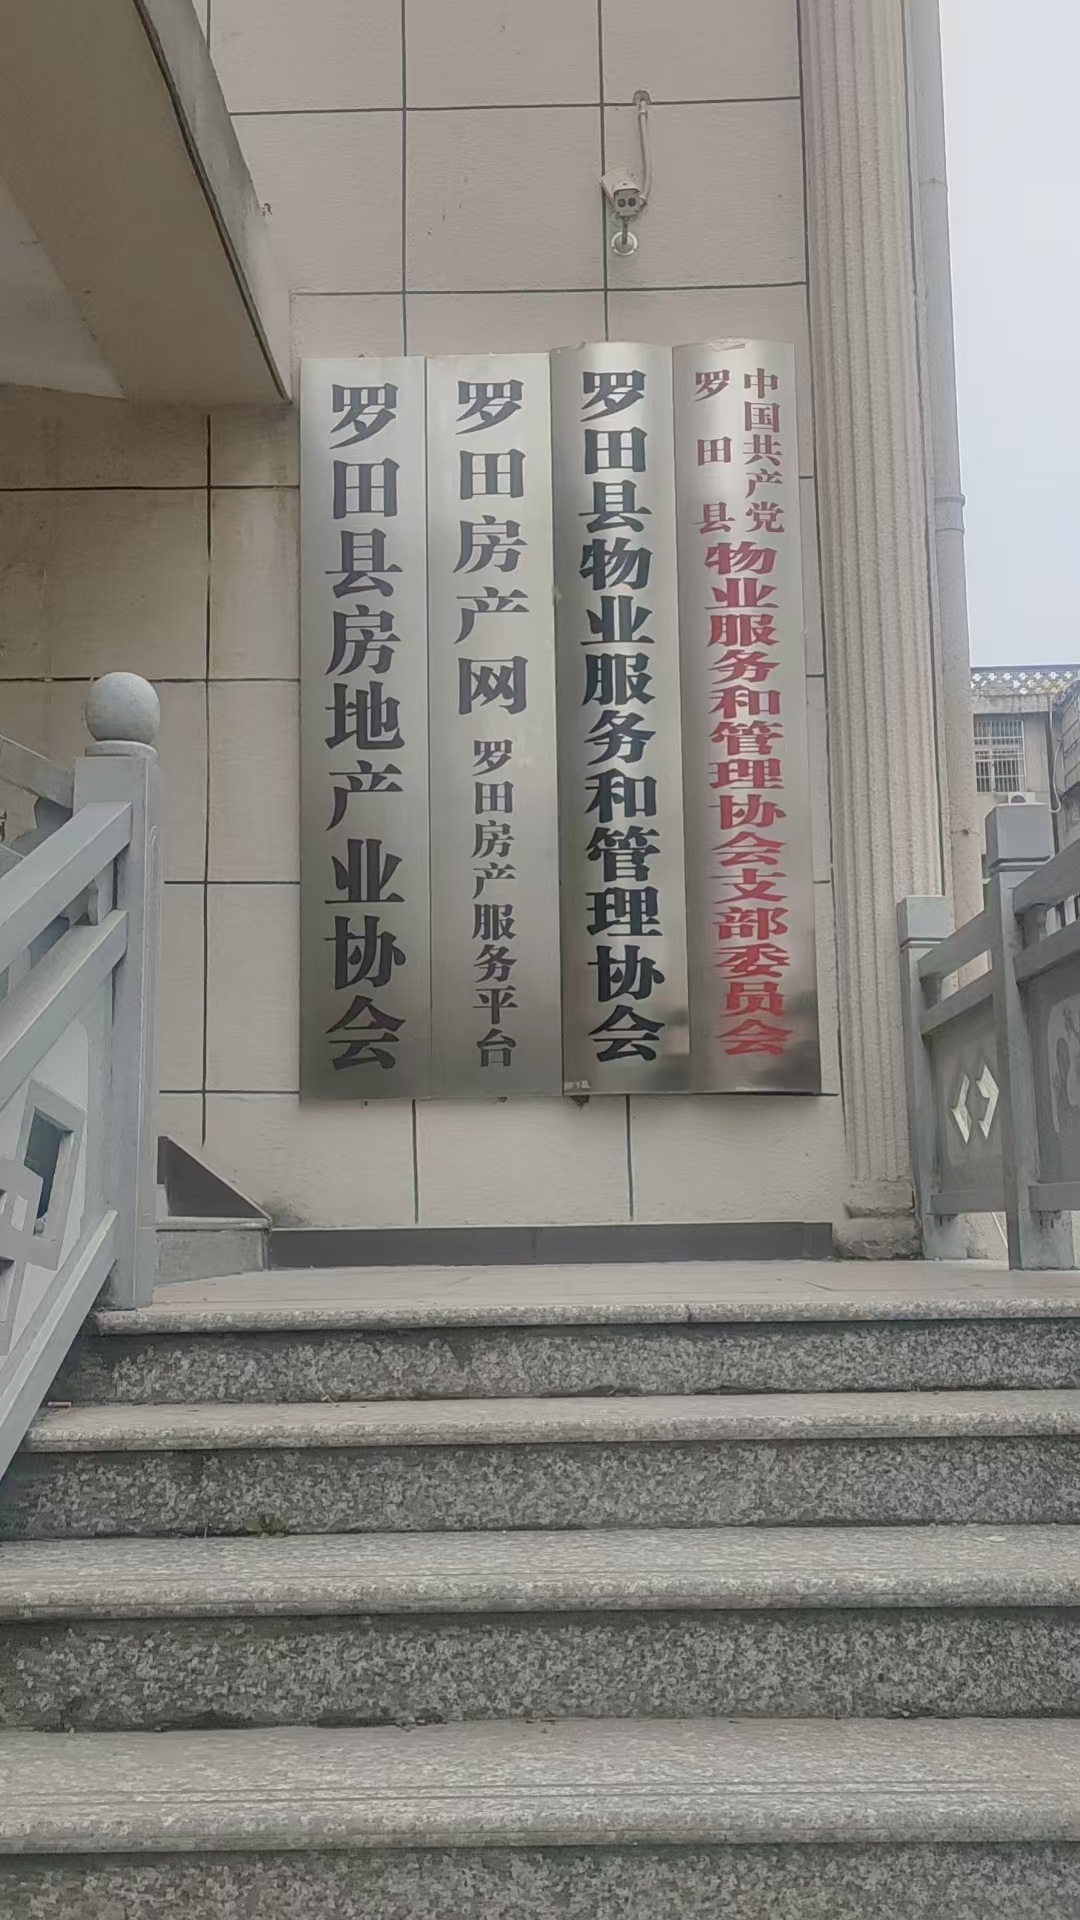 罗田县房地产业协会
罗田房产网
罗田房产服务平台
罗田县物业服务和管理协会
中国共产党
罗田县
物业服务和管理协会支部委员会